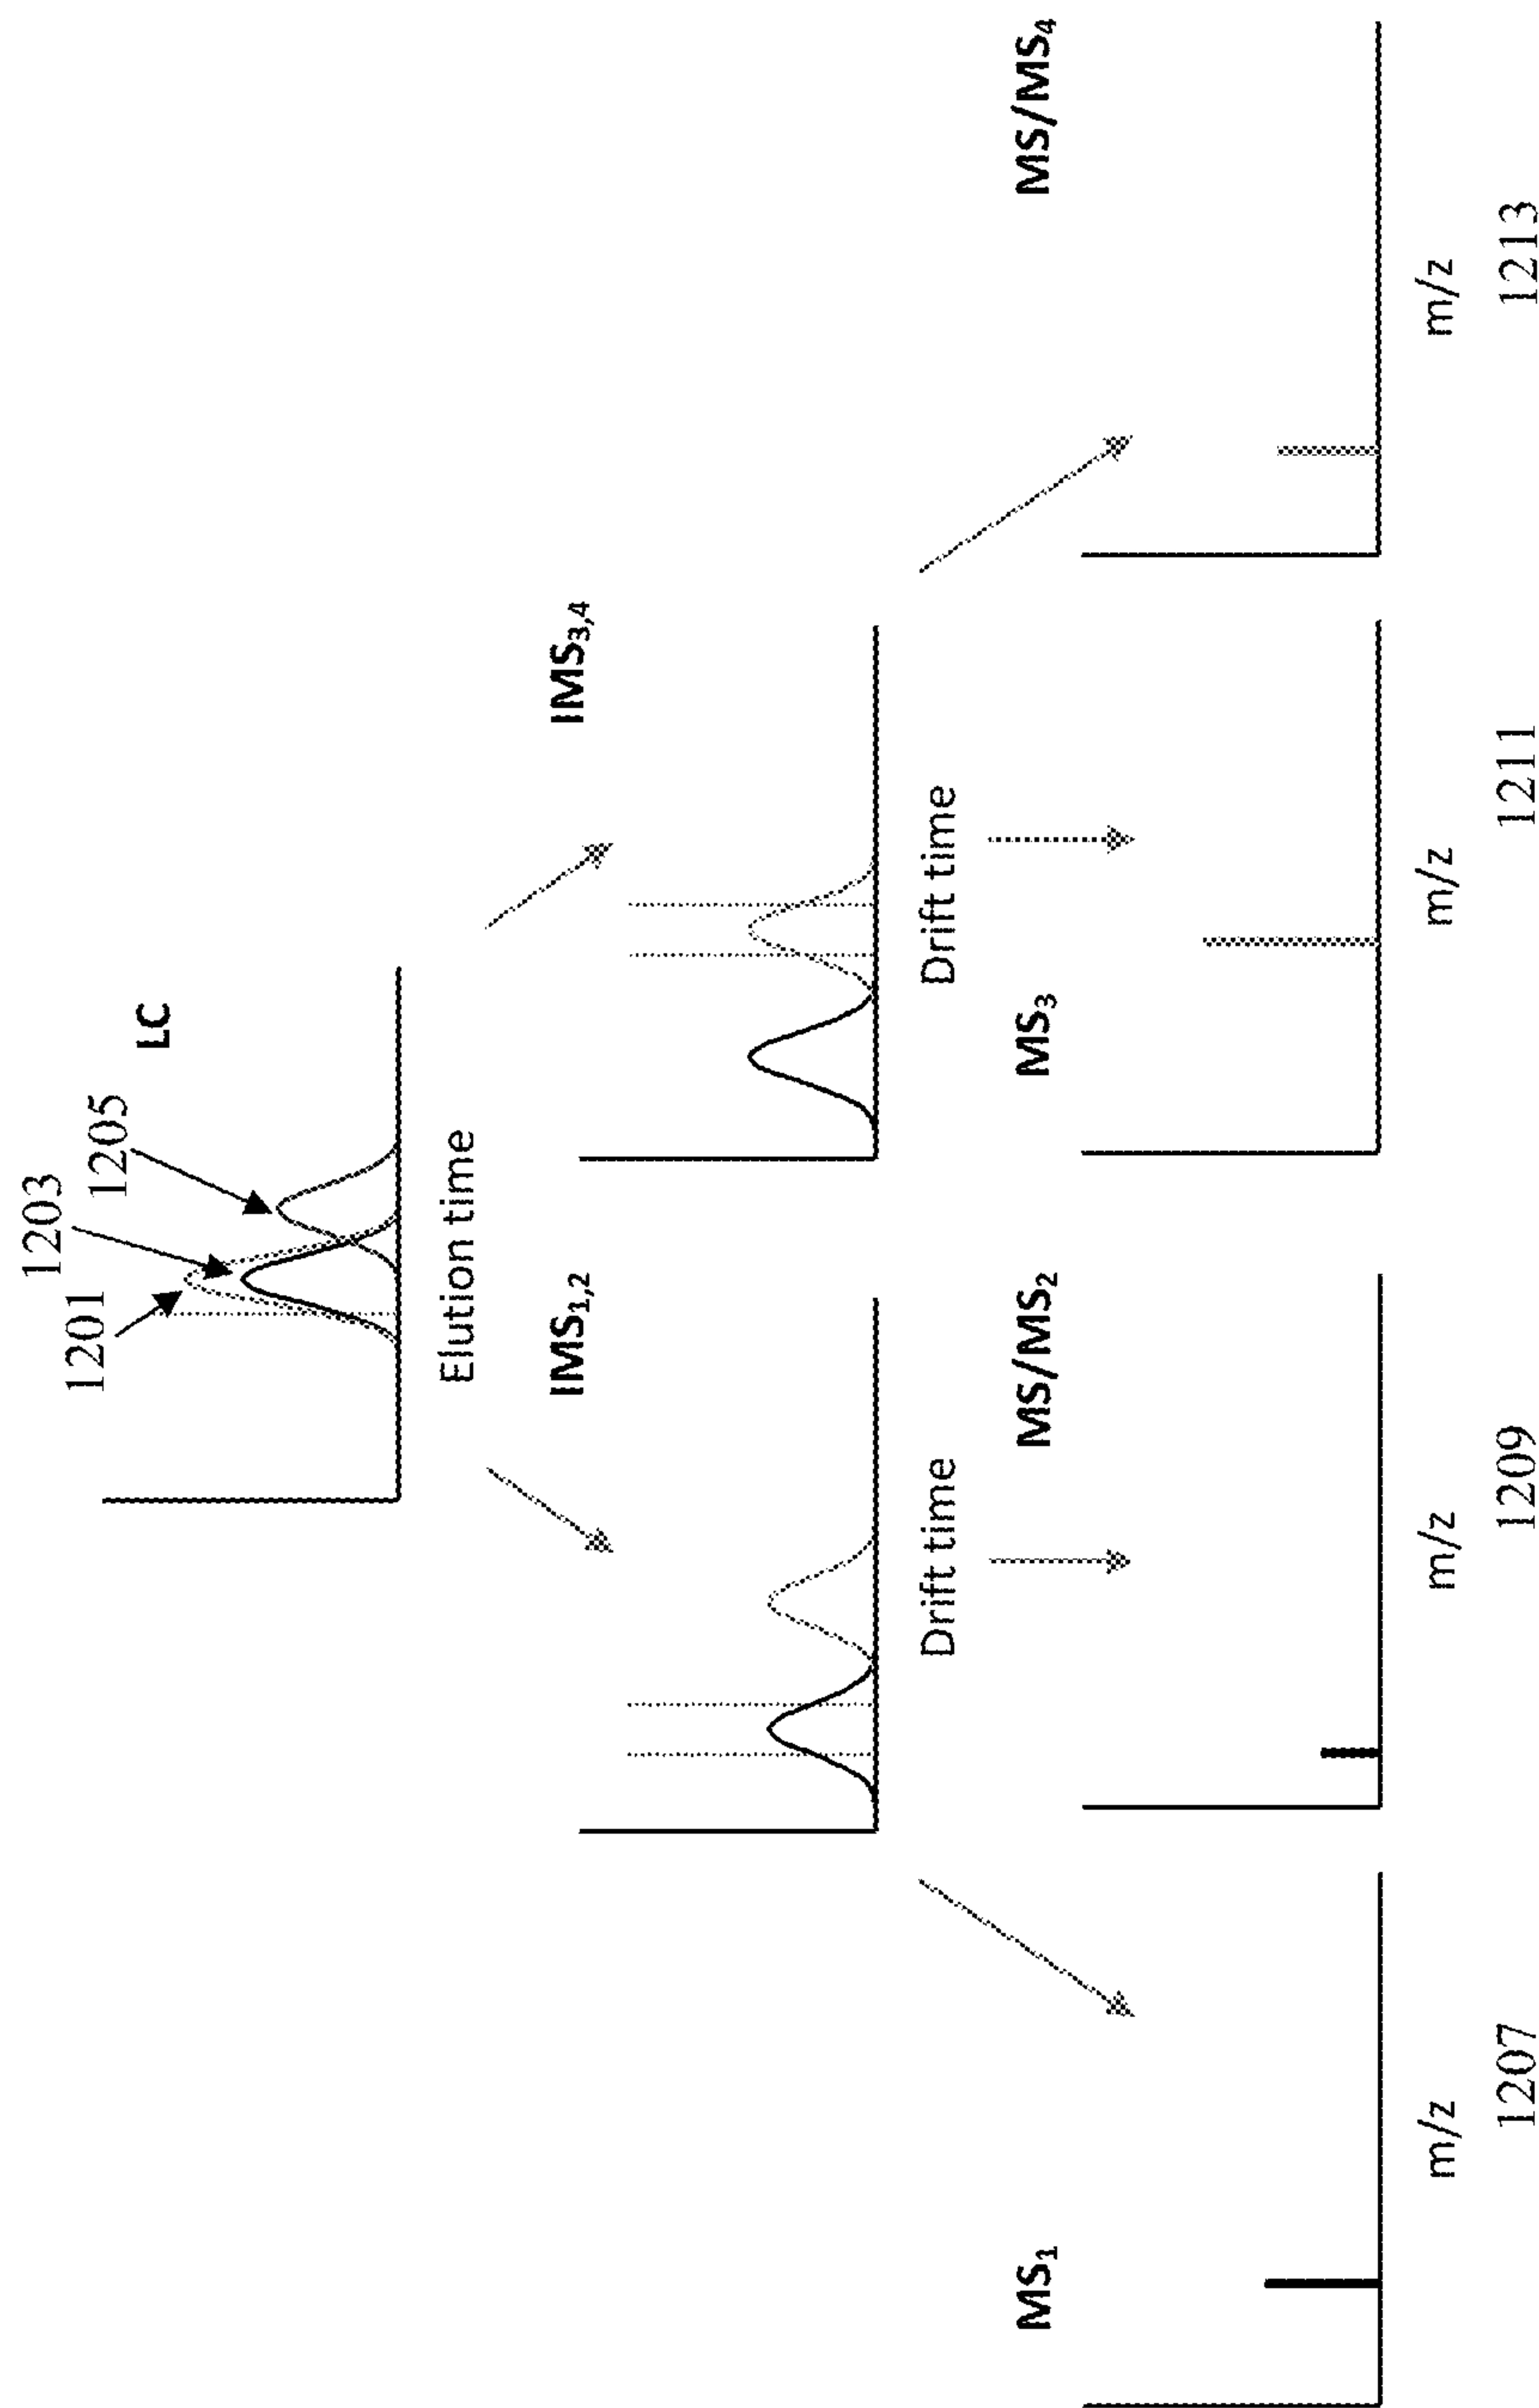 1203
1201
1205
LC
Elution time
IMS₁,₂
IMS₃,₄
Drift time
Drift time
MS₁
MS/MS₂
MS₃
MS/MS₄
m/z
m/z
m/z
m/z
1207
1209
1211
1213